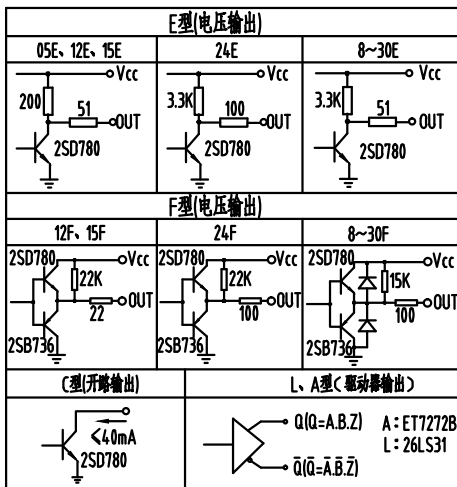 E型(电压输出)
05E、12E、15E
24E
8~30E
Vcc
200
51
OUT
2SD780
Vcc
3.3K
100
OUT
2SD780
Vcc
3.3K
51
OUT
2SD780
F型(电压输出)
12F、15F
24F
8~30F
2SD780
Vcc
22K
OUT
22
2SB736
2SD780
Vcc
22K
OUT
100
2SB736
2SD780
Vcc
15K
OUT
100
2SB736
C型(开路输出)
L、A型(驱动器输出)
≤40mA
2SD780
Q(Q=A.B.Z)
Q̄(Q̄=Ā.B̄.Z̄)
A:ET7272B
L:26LS31